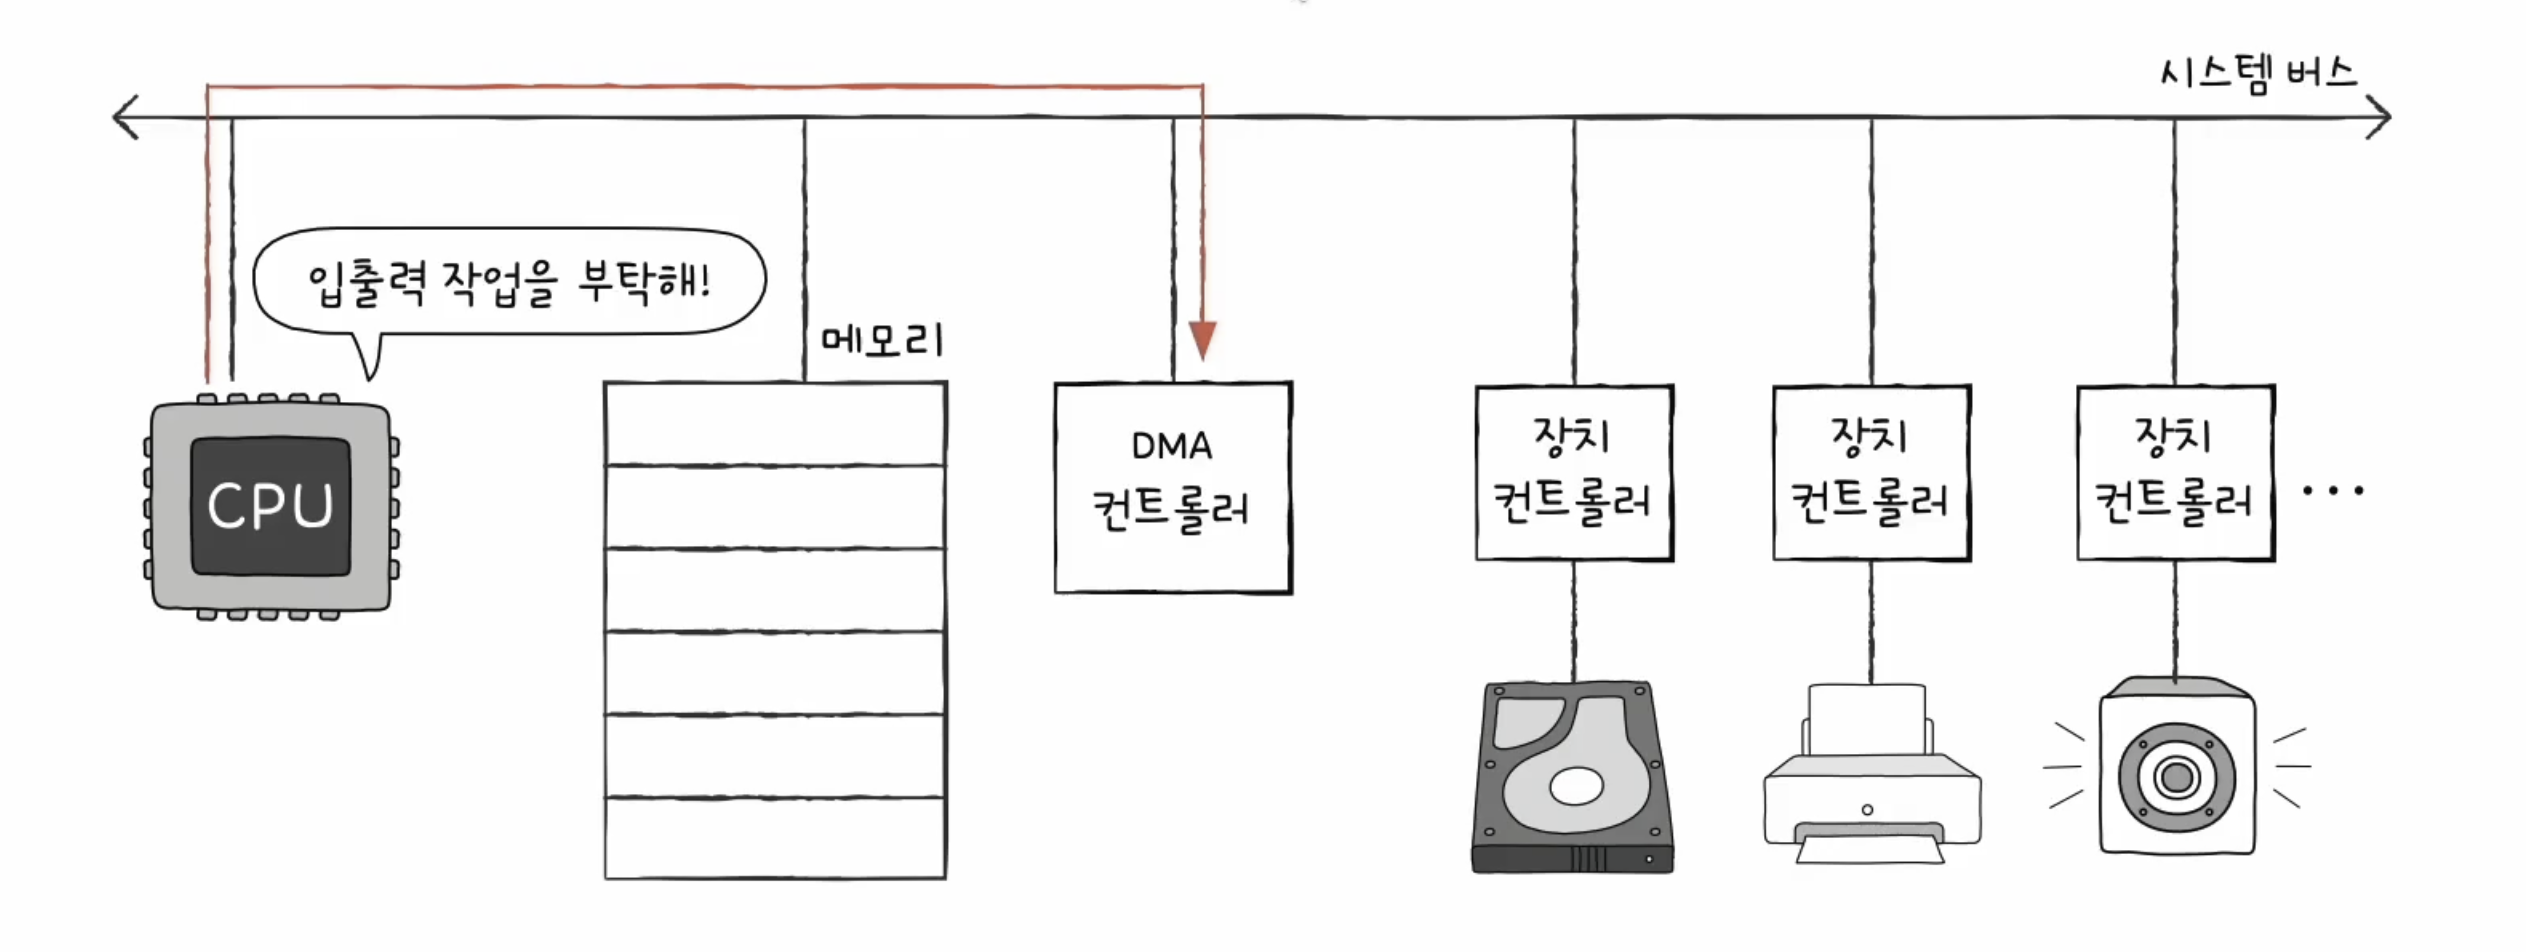 시스템 버스
입출력 작업을 부탁해!
메모리
CPU
DMA
컨트롤러
장치
컨트롤러
장치
컨트롤러
장치
컨트롤러
...